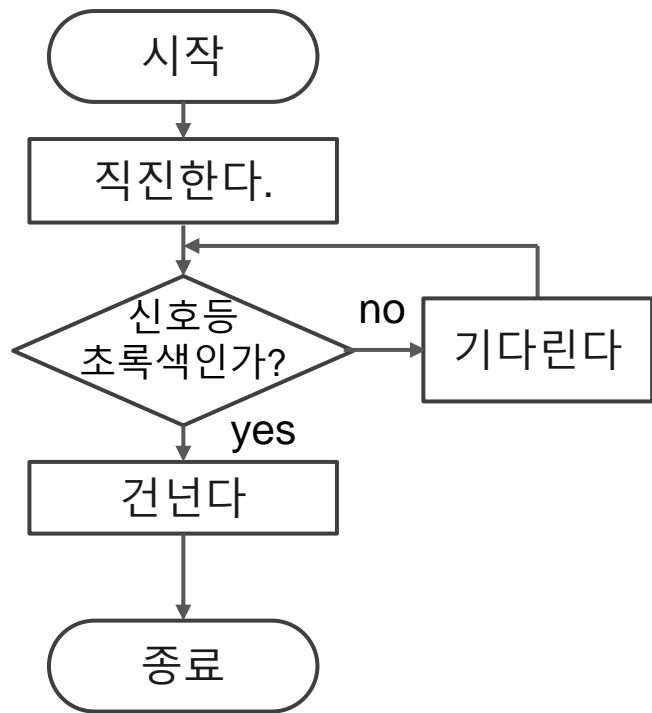 시작
직진한다.
신호등
초록색인가?
no
기다린다
yes
건넌다
종료